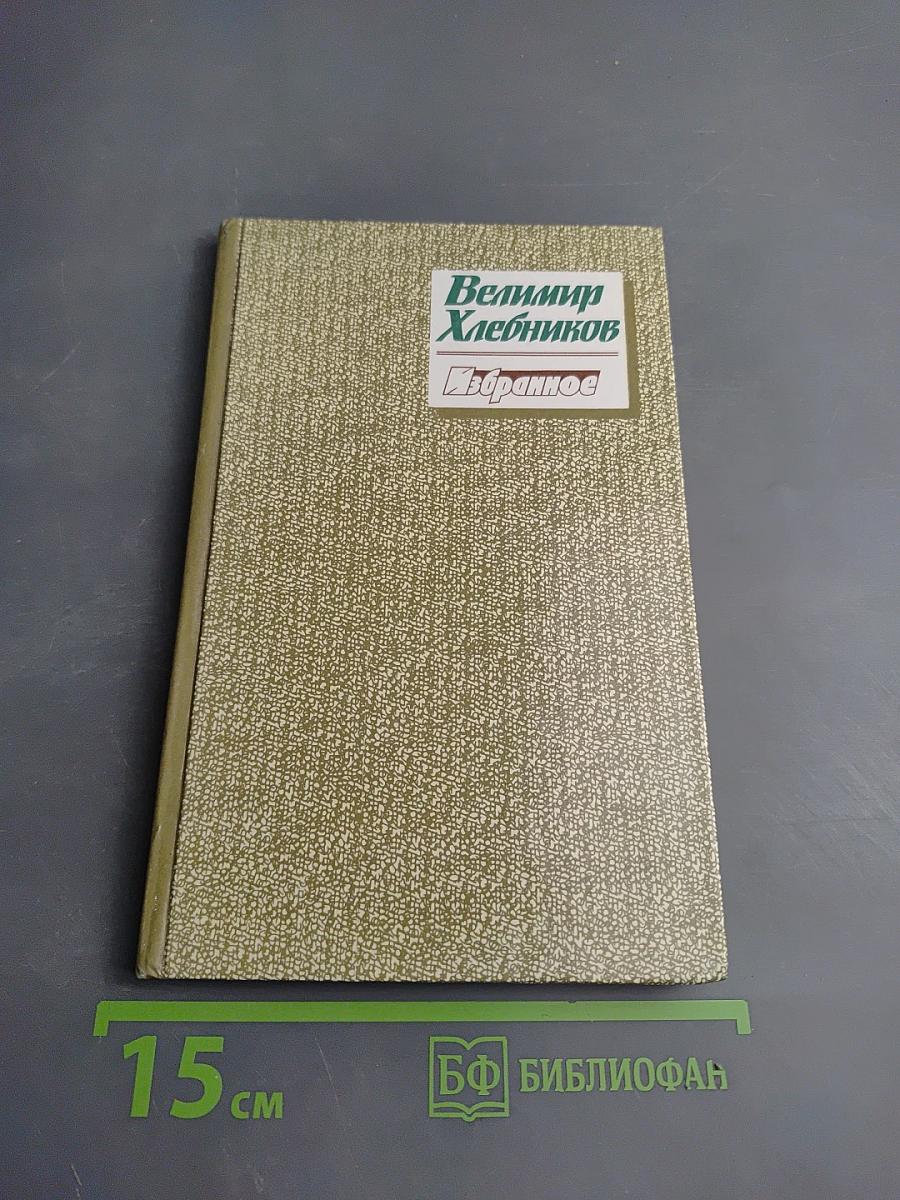 Велимир
Хлебников
Избранное
15 см
БФ БИБЛИОФАН